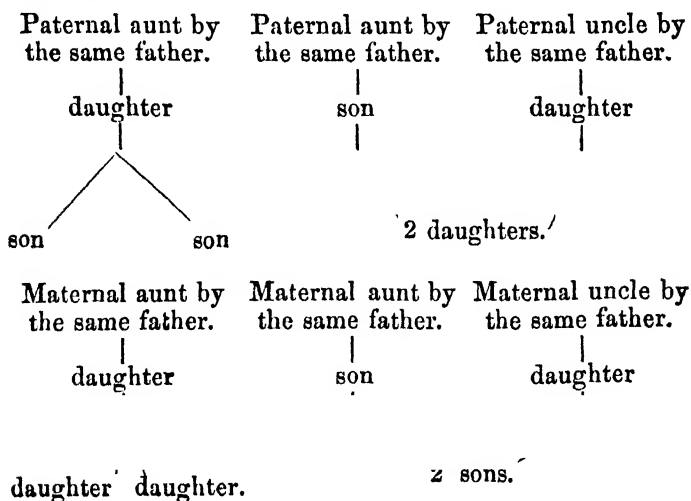 Paternal aunt by Paternal aunt by Paternal uncle by
the same father. the same father. the same father.
daughter son daughter
son son 2 daughters.
Maternal aunt by Maternal aunt by Maternal uncle by
the same father. the same father. the same father.
daughter son daughter
daughter daughter. 2 sons.